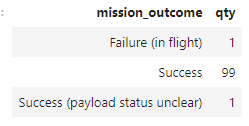 mission_outcome qty
Failure (in flight) 1
Success 99
Success (payload status unclear) 1